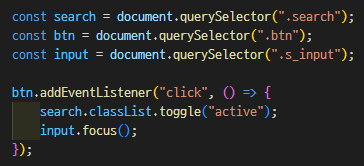 const search = document.querySelector(".search");
const btn = document.querySelector(".btn");
const input = document.querySelector(".s_input");

btn.addEventListener("click", () => {
    search.classList.toggle("active");
    input.focus();
});